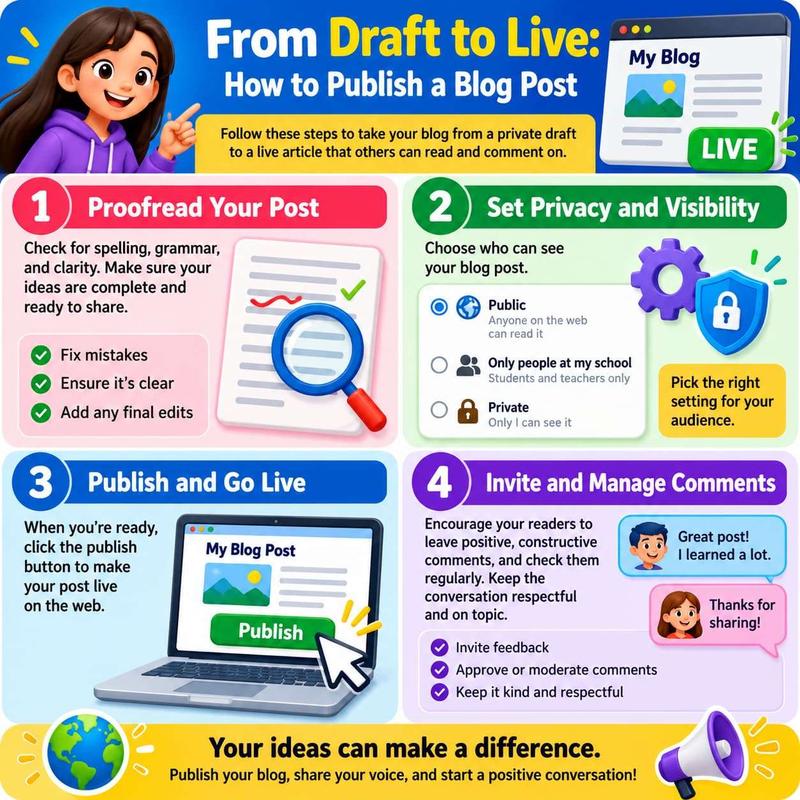 From Draft to Live:
How to Publish a Blog Post
Follow these steps to take your blog from a private draft
to a live article that others can read and comment on.
My Blog
LIVE
1 Proofread Your Post
Check for spelling, grammar,
and clarity. Make sure your
ideas are complete and
ready to share.
Fix mistakes
Ensure it's clear
Add any final edits
2 Set Privacy and Visibility
Choose who can see
your blog post.
Public
Anyone on the web
can read it
Only people at my school
Students and teachers only
Private
Only I can see it
Pick the right
setting for your
audience.
3 Publish and Go Live
When you're ready,
click the publish
button to make
your post live
on the web.
My Blog Post
Publish
4 Invite and Manage Comments
Encourage your readers to
leave positive, constructive
comments, and check them
regularly. Keep the
conversation respectful
and on topic.
Great post!
I learned a lot.
Thanks for
sharing!
Invite feedback
Approve or moderate comments
Keep it kind and respectful
Your ideas can make a difference.
Publish your blog, share your voice, and start a positive conversation!